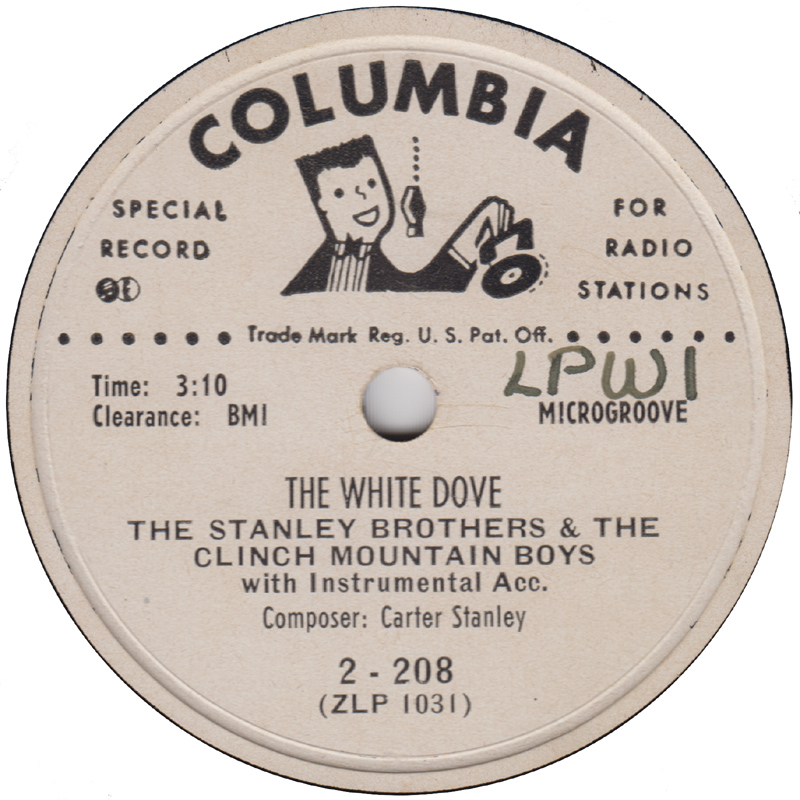 COLUMBIA
SPECIAL
RECORD
FOR
RADIO
STATIONS
Trade Mark Reg. U. S. Pat. Off.
Time: 3:10
Clearance: BMI
LPW1
MICROGROOVE
THE WHITE DOVE
THE STANLEY BROTHERS & THE
CLINCH MOUNTAIN BOYS
with Instrumental Acc.
Composer: Carter Stanley
2 - 208
(ZLP 1031)